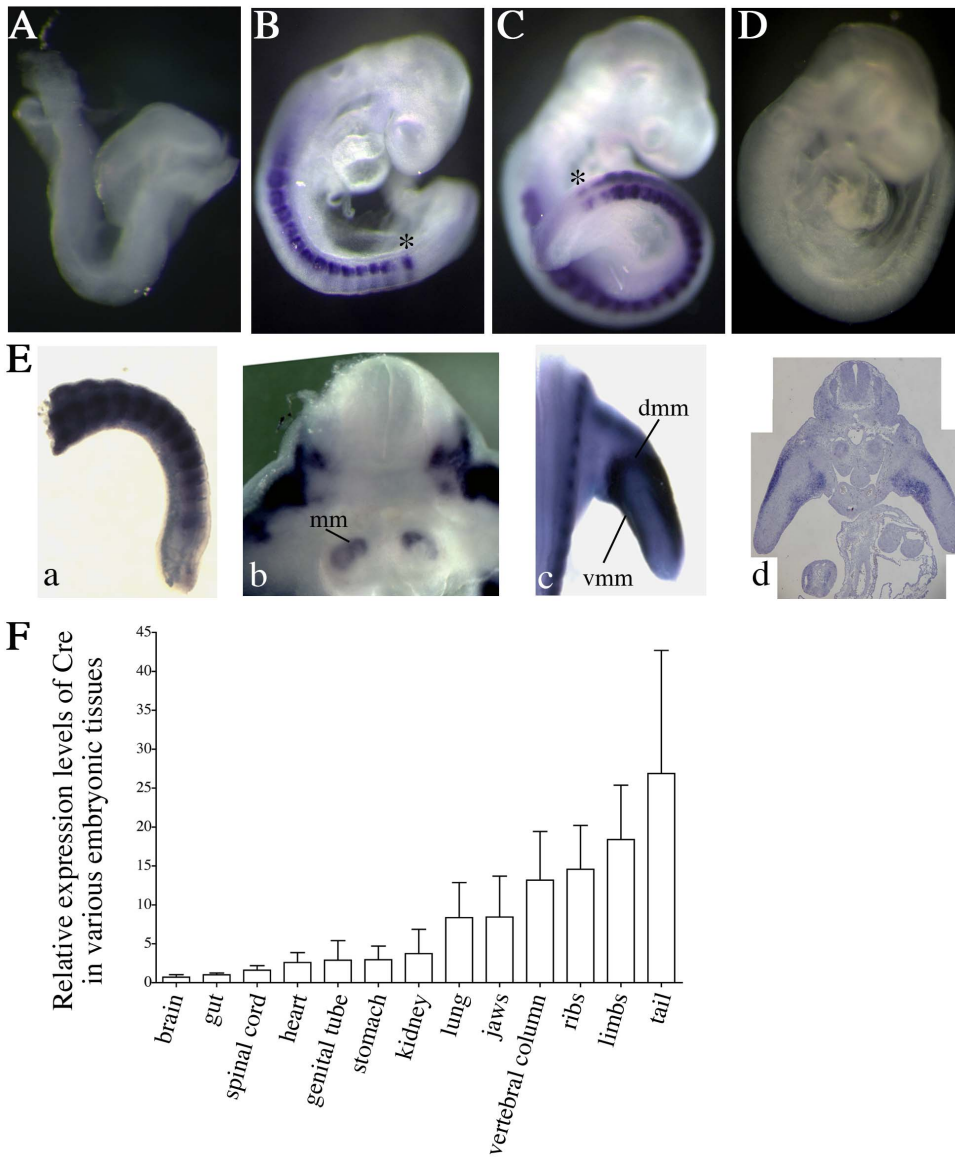 A
B
C
D
*
*
E
a
mm
b
dmm
vmm
c
d
F
Relative expression levels of Cre
in various embryonic tissues
45
40
35
30
25
20
15
10
5
0
brain
gut
spinal cord
heart
genital tube
stomach
kidney
lung
jaws
vertebral column
ribs
limbs
tail